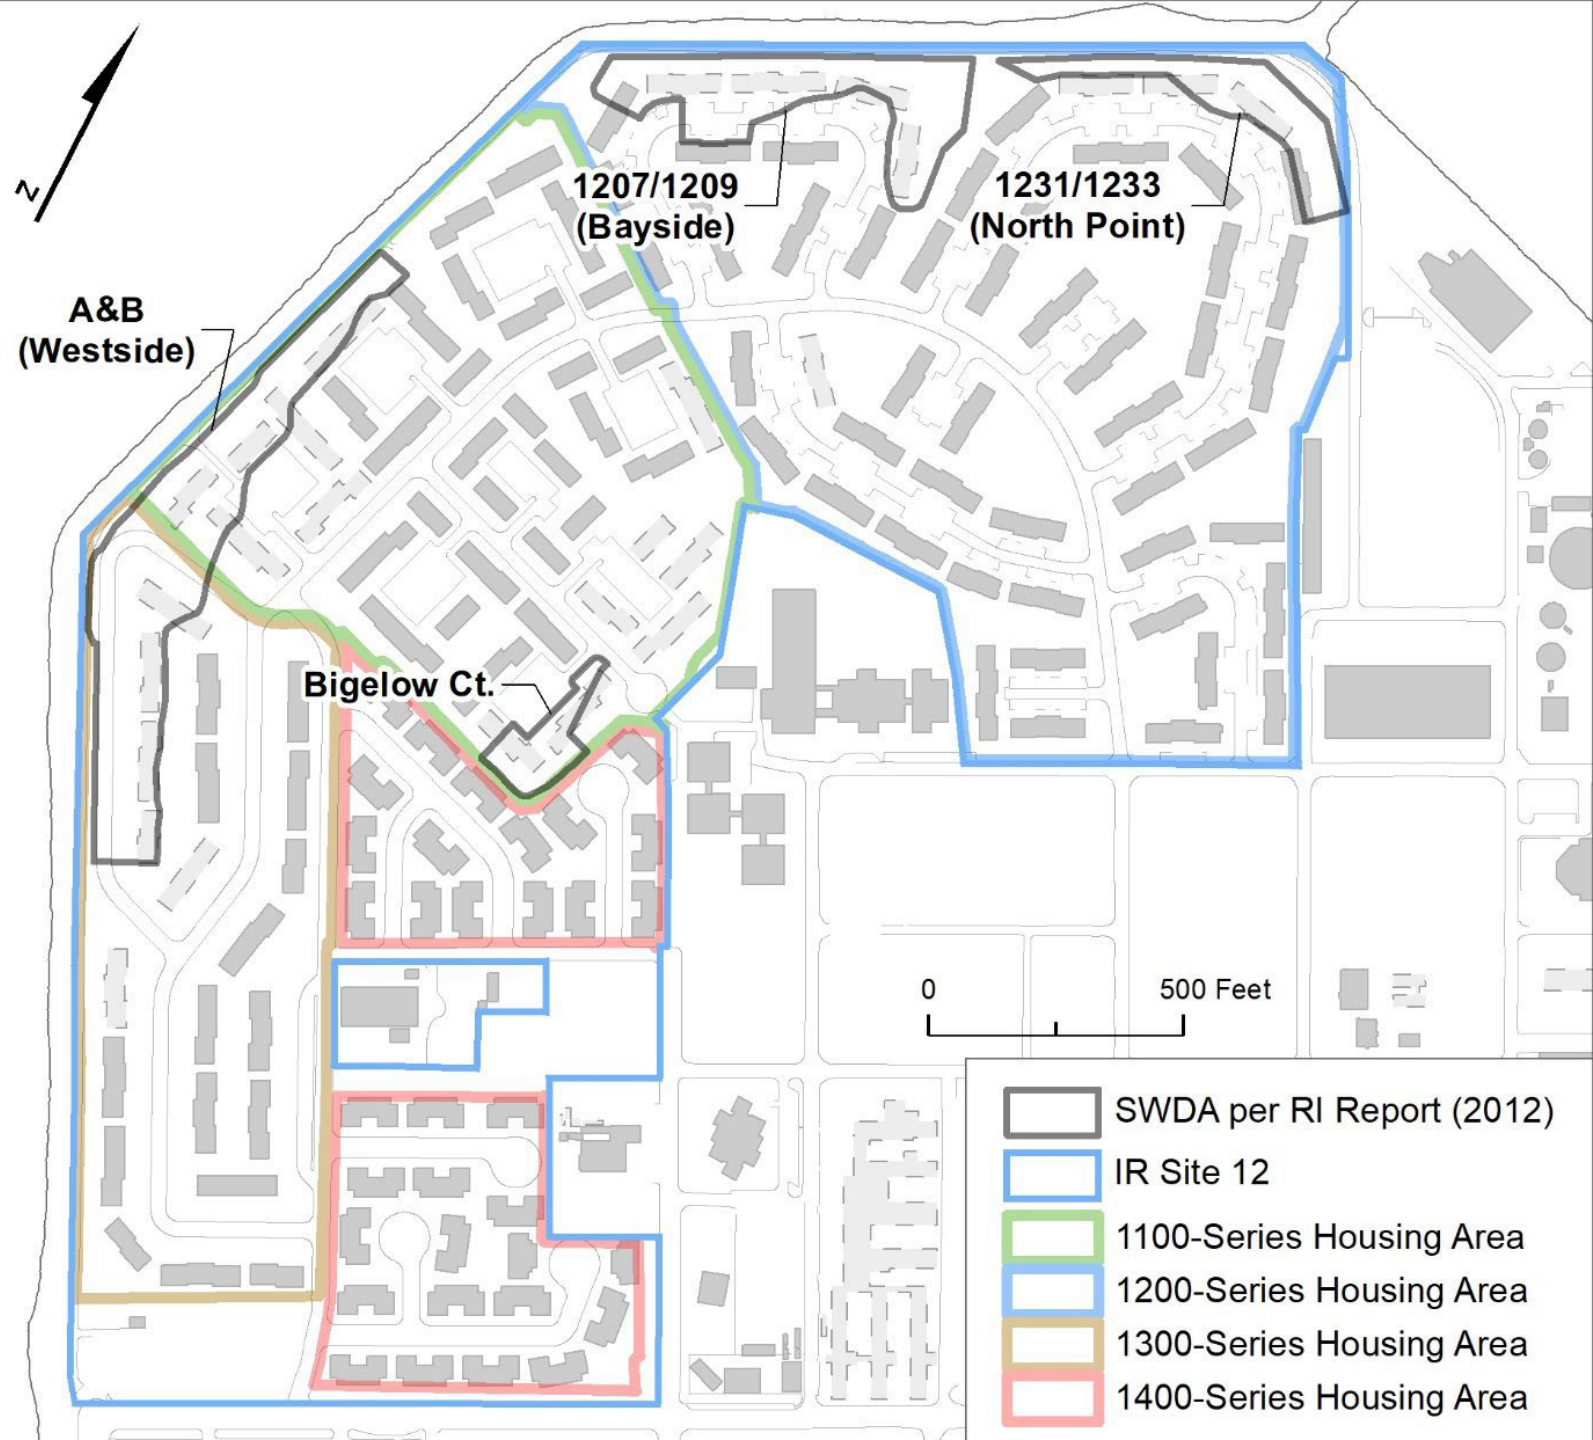 N
1207/1209
(Bayside)
1231/1233
(North Point)
A&B
(Westside)
Bigelow Ct.
0 500 Feet
SWDA per RI Report (2012)
IR Site 12
1100-Series Housing Area
1200-Series Housing Area
1300-Series Housing Area
1400-Series Housing Area